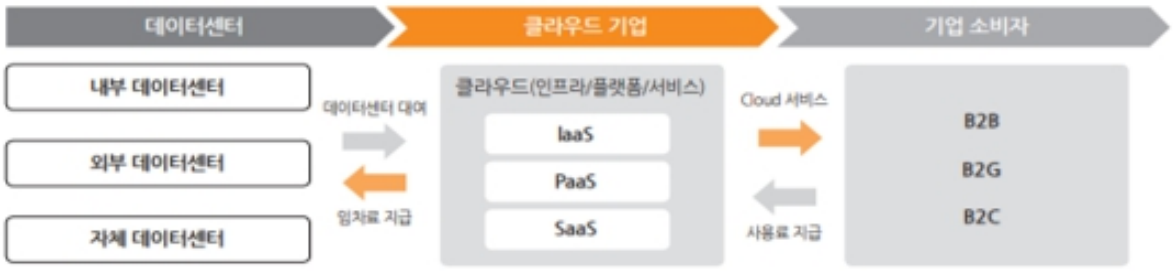 데이터센터
클라우드 기업
기업 소비자
내부 데이터센터
외부 데이터센터
자체 데이터센터
데이터센터 대여
임차료 지급
클라우드(인프라/플랫폼/서비스)
IaaS
PaaS
SaaS
Cloud 서비스
사용료 지급
B2B
B2G
B2C